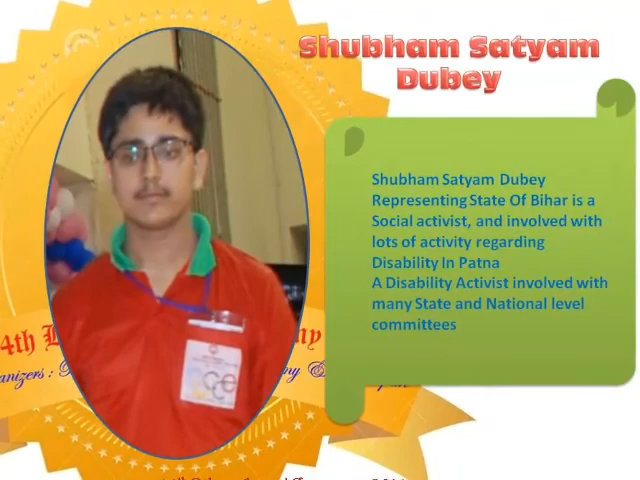 Shubham Satyam
Dubey
Shubham Satyam Dubey
Representing State Of Bihar is a
Social activist, and involved with
lots of activity regarding
Disability In Patna
A Disability Activist involved with
many State and National level
committees
4th